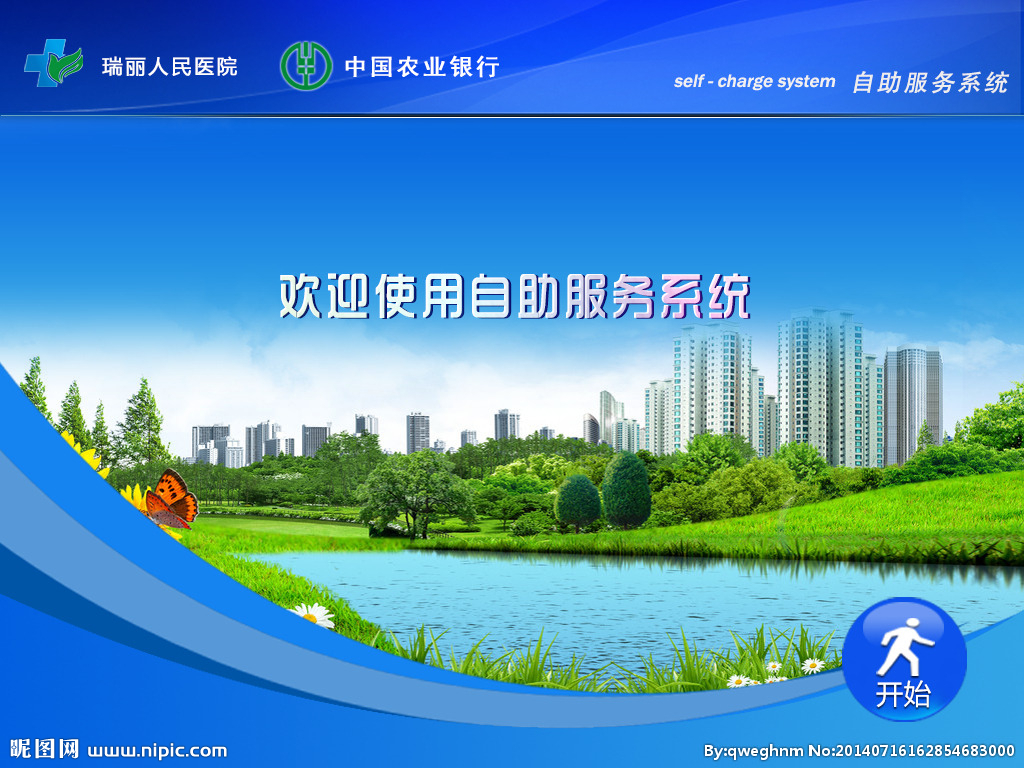 瑞丽人民医院
中国农业银行
self - charge system 自助服务系统
欢迎使用自助服务系统
开始
昵图网 www.nipic.com
By:qweghnm No:20140716162854683000